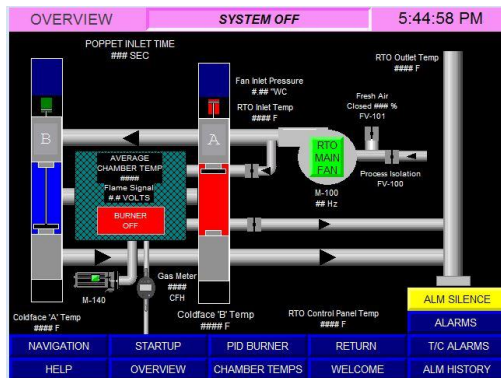 OVERVIEW
SYSTEM OFF
5:44:58 PM
POPPET INLET TIME
### SEC
RTO Outlet Temp
#### F
Fan Inlet Pressure
#.## "WC
RTO Inlet Temp
#### F
Fresh Air
Closed ### %
FV-101
B
A
RTO
MAIN
FAN
AVERAGE
CHAMBER TEMP
####
Flame Signal
#.# VOLTS
BURNER
OFF
Process Isolation
FV-100
M-100
## Hz
M-140
Gas Meter
####
CFH
Coldface 'A' Temp
#### F
Coldface 'B' Temp
#### F
RTO Control Panel Temp
#### F
ALM SILENCE
ALARMS
NAVIGATION
STARTUP
PID BURNER
RETURN
T/C ALARMS
HELP
OVERVIEW
CHAMBER TEMPS
WELCOME
ALM HISTORY